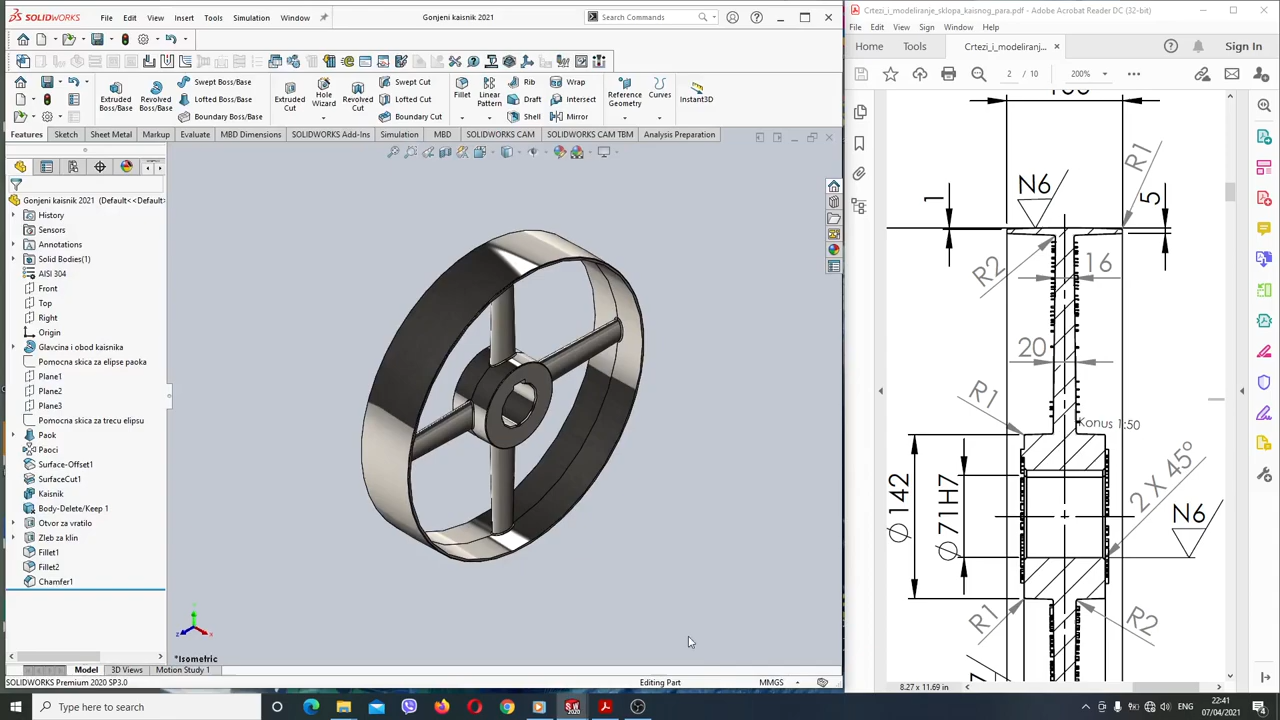 SOLIDWORKS
File
Edit
View
Insert
Tools
Simulation
Window
Gonjeni kaisnik 2021
Search Commands
Extruded Boss/Base
Revolved Boss/Base
Swept Boss/Base
Lofted Boss/Base
Boundary Boss/Base
Extruded Cut
Hole Wizard
Revolved Cut
Swept Cut
Lofted Cut
Boundary Cut
Fillet
Linear Pattern
Rib
Draft
Shell
Wrap
Intersect
Mirror
Reference Geometry
Curves
Instant3D
Features
Sketch
Sheet Metal
Markup
Evaluate
MBD Dimensions
SOLIDWORKS Add-Ins
Simulation
MBD
SOLIDWORKS CAM
SOLIDWORKS CAM TBM
Analysis Preparation
Gonjeni kaisnik 2021 (Default<<Default>
History
Sensors
Annotations
Solid Bodies(1)
AISI 304
Front
Top
Right
Origin
Glavcina i obod kaisnika
Pomocna skica za elipse paoka
Plane1
Plane2
Plane3
Pomocna skica za trecu elipsu
Paok
Paoci
Surface-Offset1
SurfaceCut1
Kaisnik
Body-Delete/Keep 1
Otvor za vratilo
Zleb za klin
Fillet1
Fillet2
Chamfer1
*Isometric
Model
3D Views
Motion Study 1
SOLIDWORKS Premium 2020 SP3.0
Editing Part
MMGS
Crtezi_i_modeliranje_sklopa_kaisnog_para.pdf - Adobe Acrobat Reader DC (32-bit)
File
Edit
View
Sign
Window
Help
Home
Tools
Crtezi_i_modeliranj...
Sign In
2 / 10
200%
N6
R1
1
5
R2
16
20
R1
Konus 1:50
Ø 142
Ø 71H7
2 X 45°
N6
R1
R2
8.27 x 11.69 in
Type here to search
ENG
22:41
07/04/2021